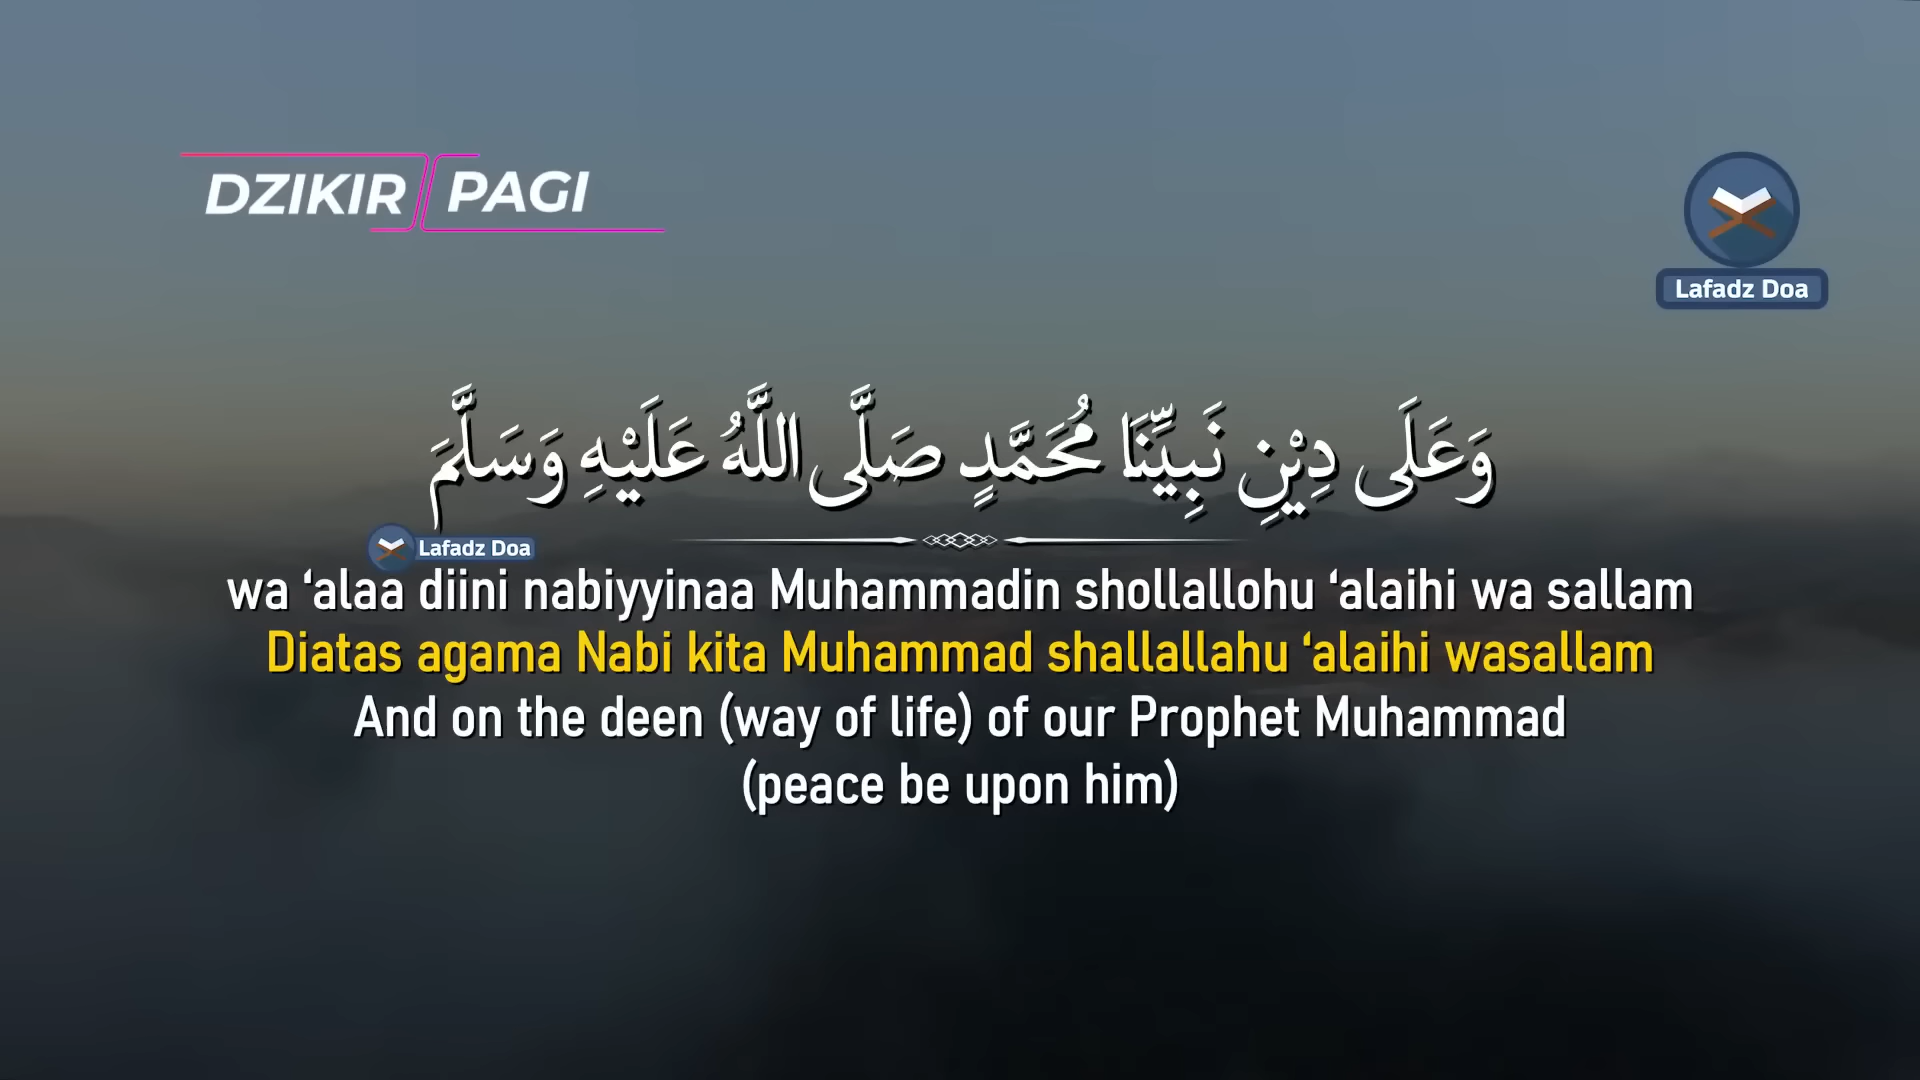 DZIKIR PAGI
Lafadz Doa
وَعَلَى دِيْنِ نَبِيِّنَا مُحَمَّدٍ صَلَّى اللَّهُ عَلَيْهِ وَسَلَّمَ
Lafadz Doa
wa ‘alaa diini nabiyyinaa Muhammadin shollallohu ‘alaihi wa sallam
Diatas agama Nabi kita Muhammad shallallahu ‘alaihi wasallam
And on the deen (way of life) of our Prophet Muhammad
(peace be upon him)